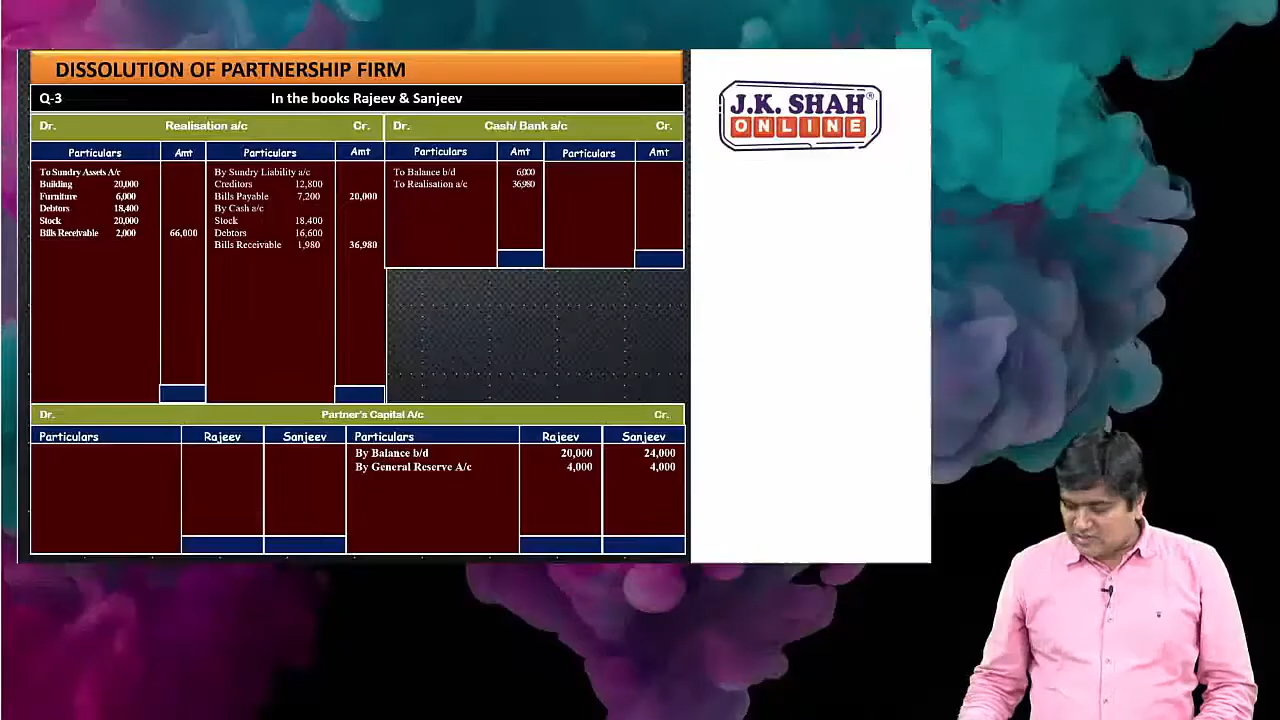 DISSOLUTION OF PARTNERSHIP FIRM
Q-3 In the books Rajeev & Sanjeev
Dr. Realisation a/c Cr.
Particulars Amt Particulars Amt
To Sundry Assets A/c
Building 20,000
Furniture 6,000
Debtors 18,400
Stock 20,000
Bills Receivable 2,000 66,000
By Sundry Liability a/c
Creditors 12,800
Bills Payable 7,200 20,000
By Cash a/c
Stock 18,400
Debtors 16,600
Bills Receivable 1,980 36,980
Dr. Cash/ Bank a/c Cr.
Particulars Amt Particulars Amt
To Balance b/d 6,000
To Realisation a/c 36,980
Dr. Partner's Capital A/c Cr.
Particulars Rajeev Sanjeev Particulars Rajeev Sanjeev
By Balance b/d 20,000 24,000
By General Reserve A/c 4,000 4,000
J.K. SHAH®
ONLINE